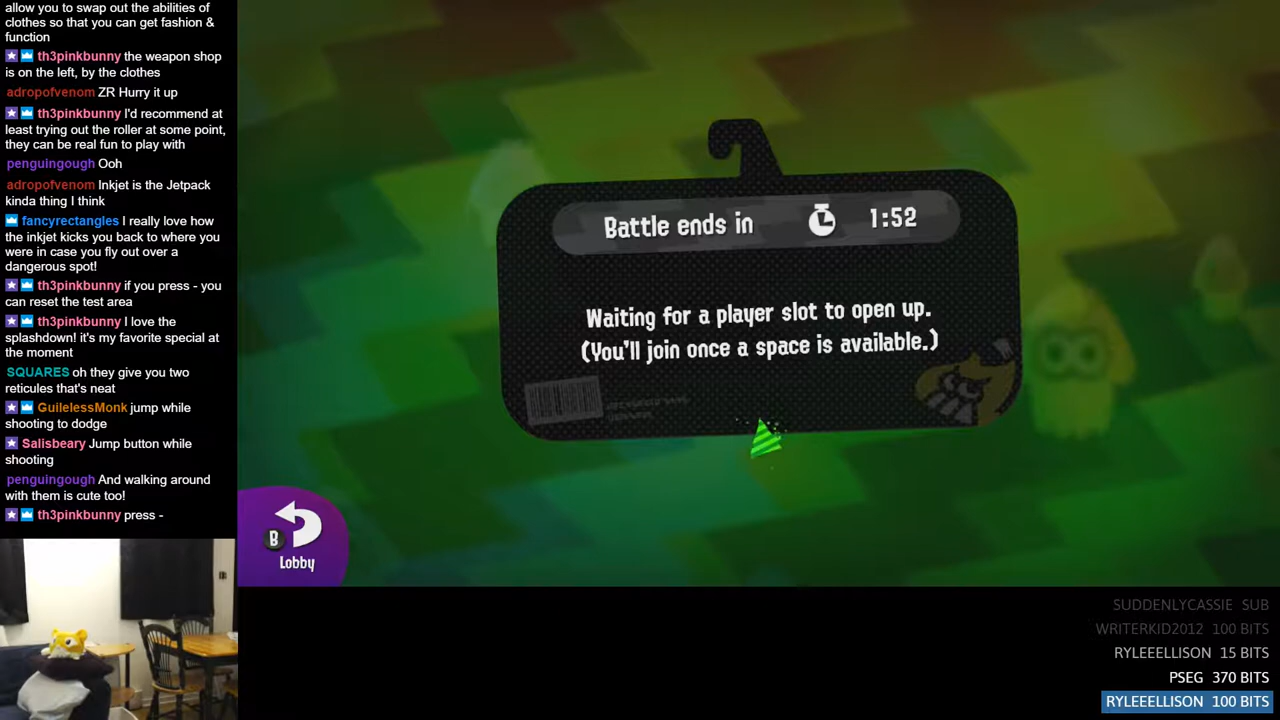 allow you to swap out the abilities of
clothes so that you can get fashion &
function
th3pinkbunny the weapon shop
is on the left, by the clothes
adropofvenom ZR Hurry it up
th3pinkbunny I'd recommend at
least trying out the roller at some point,
they can be real fun to play with
penguingough Ooh
adropofvenom Inkjet is the Jetpack
kinda thing I think
fancyrectangles I really love how
the inkjet kicks you back to where you
were in case you fly out over a
dangerous spot!
th3pinkbunny if you press - you
can reset the test area
th3pinkbunny I love the
splashdown! it's my favorite special at
the moment
SQUARES oh they give you two
reticules that's neat
GuilelessMonk jump while
shooting to dodge
Salisbeary Jump button while
shooting
penguingough And walking around
with them is cute too!
th3pinkbunny press -
Battle ends in 1:52
Waiting for a player slot to open up.
(You'll join once a space is available.)
B
Lobby
SUDDENLYCASSIE SUB
WRITERKID2012 100 BITS
RYLEEELLISON 15 BITS
PSEG 370 BITS
RYLEEELLISON 100 BITS